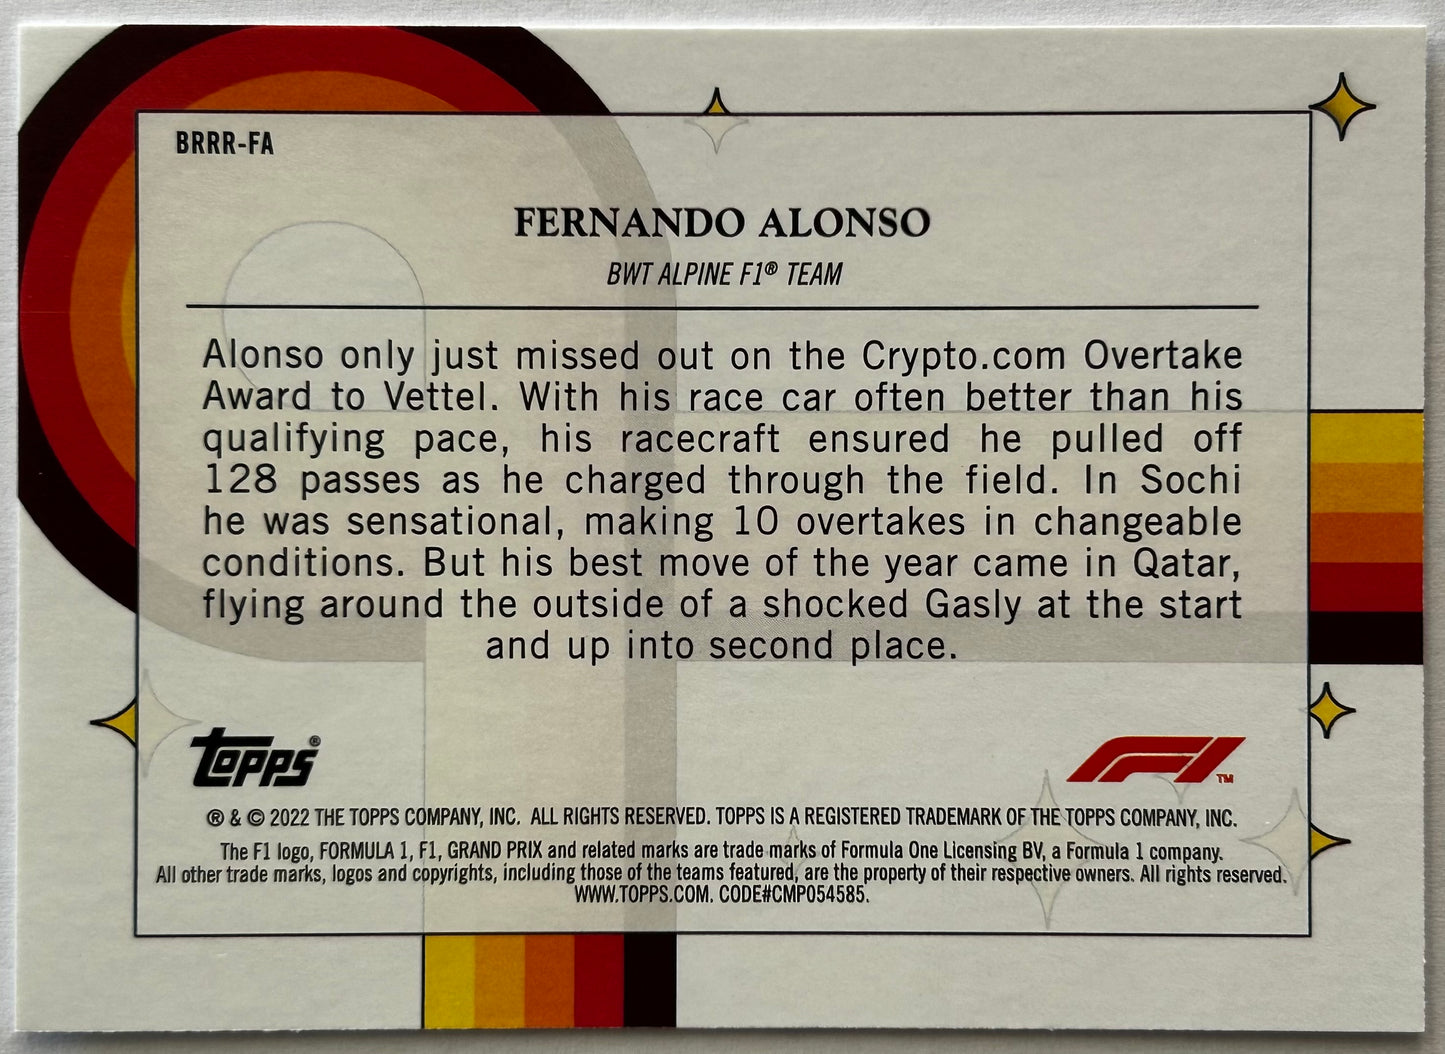 BRRR-FA
FERNANDO ALONSO
BWT ALPINE F1® TEAM
Alonso only just missed out on the Crypto.com Overtake
Award to Vettel. With his race car often better than his
qualifying pace, his racecraft ensured he pulled off
128 passes as he charged through the field. In Sochi
he was sensational, making 10 overtakes in changeable
conditions. But his best move of the year came in Qatar,
flying around the outside of a shocked Gasly at the start
and up into second place.
Topps®
F1™
® & © 2022 THE TOPPS COMPANY, INC. ALL RIGHTS RESERVED. TOPPS IS A REGISTERED TRADEMARK OF THE TOPPS COMPANY, INC.
The F1 logo, FORMULA 1, F1, GRAND PRIX and related marks are trade marks of Formula One Licensing BV, a Formula 1 company.
All other trade marks, logos and copyrights, including those of the teams featured, are the property of their respective owners. All rights reserved.
WWW.TOPPS.COM. CODE#CMP054585.